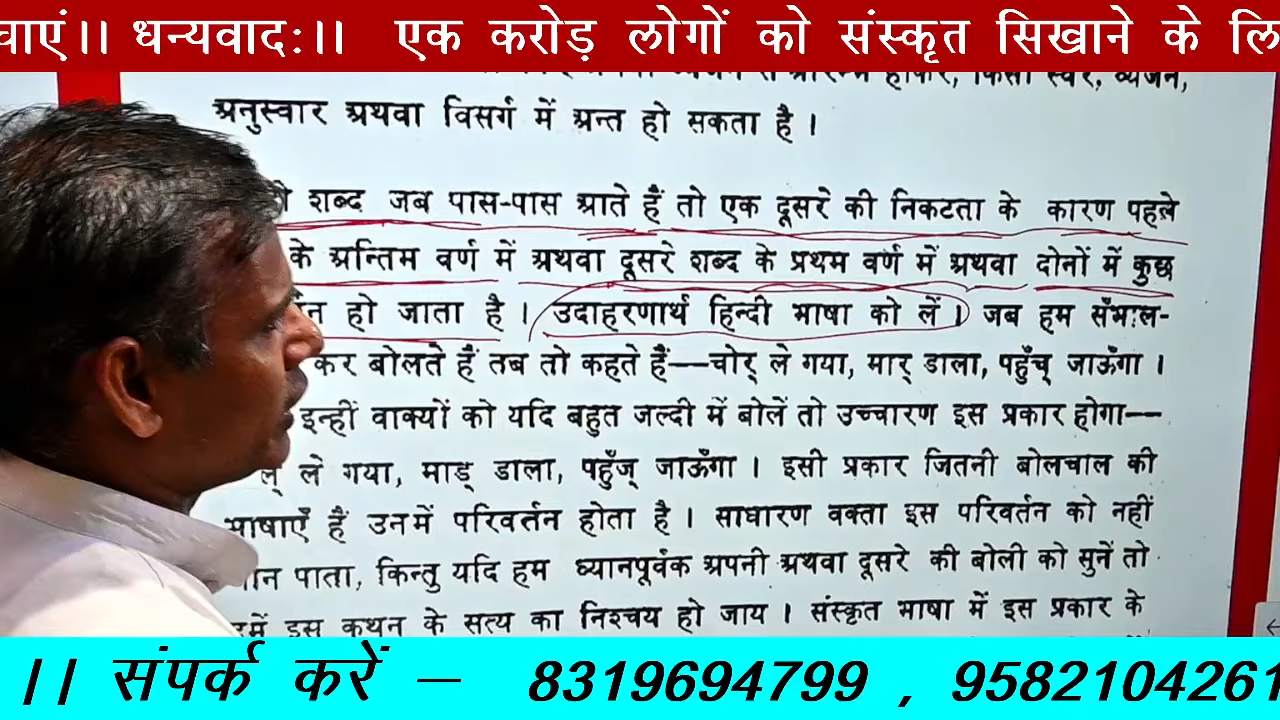 वाएं।। धन्यवादः।। एक करोड़ लोगों को संस्कृत सिखाने के लि
होकर, किसी स्वर, व्यंजन,
अनुस्वार अथवा विसर्ग में अन्त हो सकता है ।
शब्द जब पास-पास आते हैं तो एक दूसरे की निकटता के कारण पहले
के अन्तिम वर्ण में अथवा दूसरे शब्द के प्रथम वर्ण में अथवा दोनों में कुछ
न हो जाता है । उदाहरणार्थ हिन्दी भाषा को लें । जब हम सँभाल-
कर बोलते हैं तब तो कहते हैं—चोर् ले गया, मार् डाला, पहुँच् जाऊँगा ।
इन्हीं वाक्यों को यदि बहुत जल्दी में बोलें तो उच्चारण इस प्रकार होगा—
ल् ले गया, माड् डाला, पहुँज् जाऊँगा । इसी प्रकार जितनी बोलचाल की
भाषाएँ हैं उनमें परिवर्तन होता है । साधारण वक्ता इस परिवर्तन को नहीं
पाता, किन्तु यदि हम ध्यानपूर्वक अपनी अथवा दूसरे की बोली को सुनें तो
इस कथन के सत्य का निश्चय हो जाय । संस्कृत भाषा में इस प्रकार के
।। संपर्क करें – 8319694799 , 9582104261